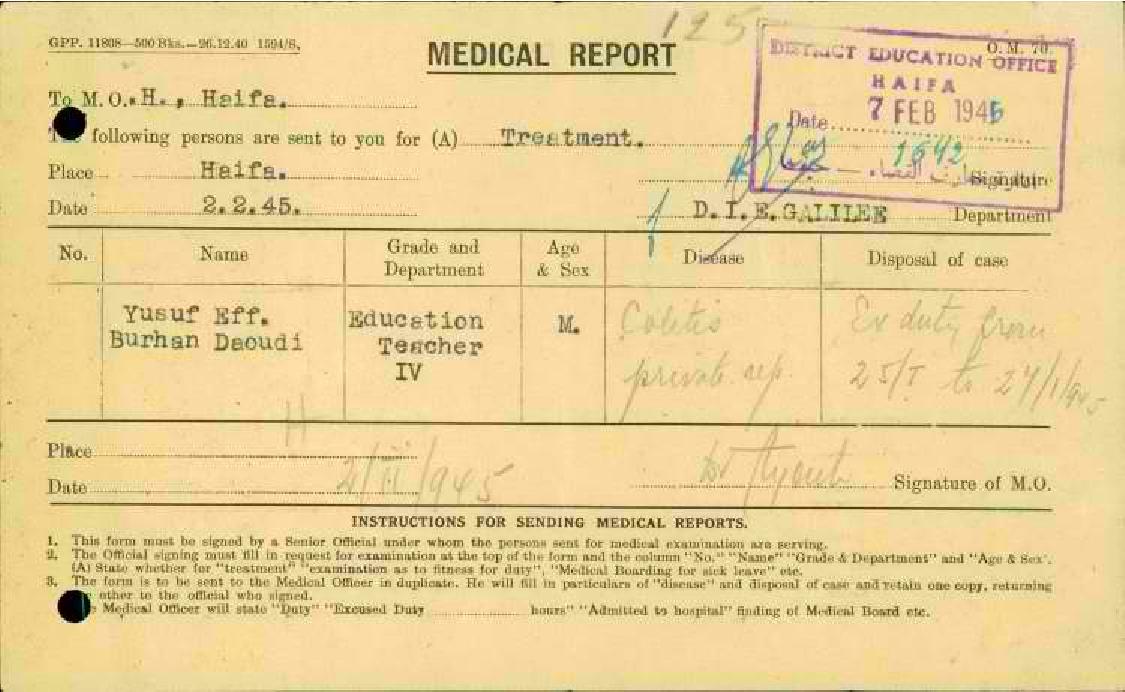 GPP. 11808—500 Bks.—26.12.40 1594/S.
125
O.M. 70.
MEDICAL REPORT
DISTRICT EDUCATION OFFICE
HAIFA
Date 7 FEB 1945
1642
To M.O. H., Haifa.
The following persons are sent to you for (A) Treatment.
Place Haifa.
Signature
Date 2.2.45.
D.I.E.GALILEE Department
No. Name Grade and Department Age & Sex Disease Disposal of case
Yusuf Eff. Education M. Colitis Ex duty from
Burhan Daoudi Teacher private rep. 25/I to 27/1/945
IV
H
Place
Date 2/II/945 Dr Signature of M.O.
INSTRUCTIONS FOR SENDING MEDICAL REPORTS.
1. This form must be signed by a Senior Official under whom the persons sent for medical examination are serving.
2. The Official signing must fill in request for examination at the top of the form and the column "No." "Name" "Grade & Department" and "Age & Sex'.
(A) State whether for "treatment" "examination as to fitness for duty", "Medical Boarding for sick leave" etc.
3. The form is to be sent to the Medical Officer in duplicate. He will fill in particulars of "disease" and disposal of case and retain one copy, returning
other to the official who signed.
Medical Officer will state "Duty" "Excused Duty hours" "Admitted to hospital" finding of Medical Board etc.